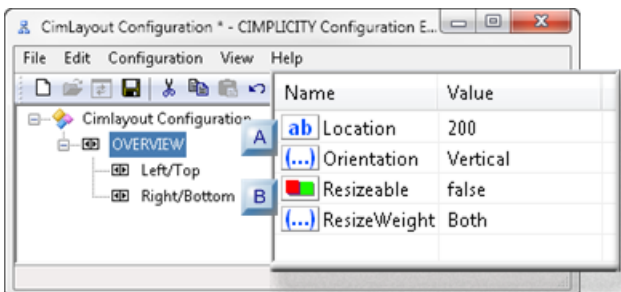 CimLayout Configuration * - CIMPLICITY Configuration E...
File Edit Configuration View Help
Cimlayout Configuration
OVERVIEW
Left/Top
Right/Bottom
Name Value
A ab Location 200
(...) Orientation Vertical
B Resizeable false
(...) ResizeWeight Both